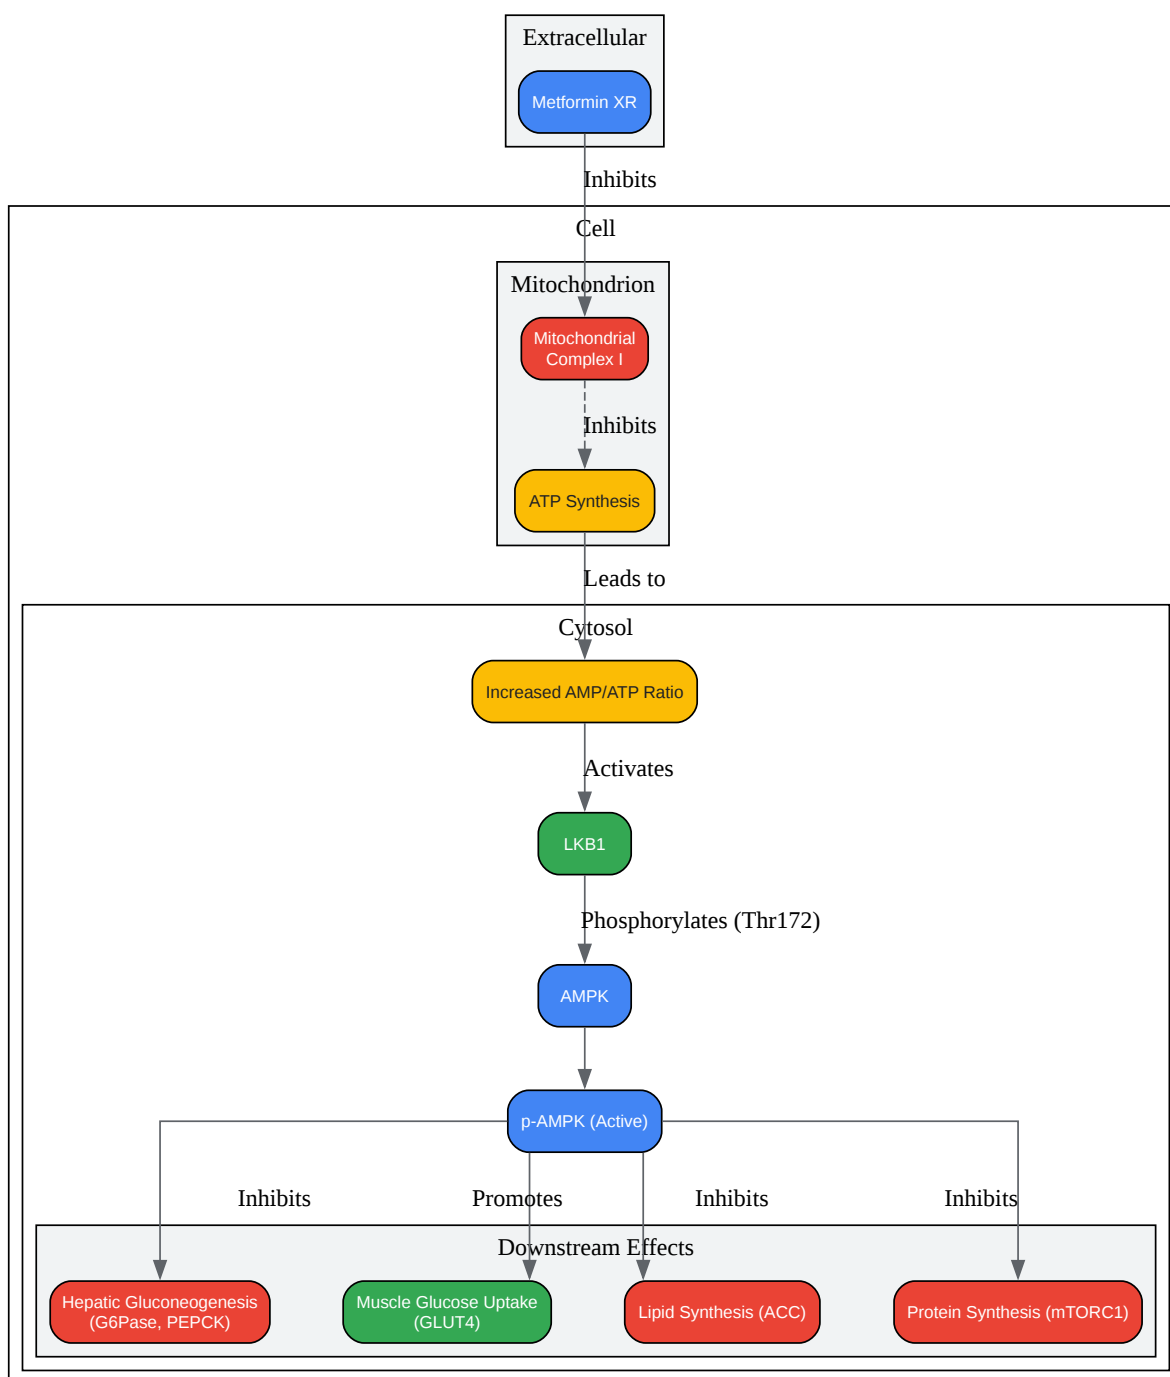 Extracellular
Metformin XR
Inhibits
Cell
Mitochondrion
Mitochondrial
Complex I
Inhibits
ATP Synthesis
Leads to
Cytosol
Increased AMP/ATP Ratio
Activates
LKB1
Phosphorylates (Thr172)
AMPK
p-AMPK (Active)
Inhibits
Promotes
Inhibits
Inhibits
Downstream Effects
Hepatic Gluconeogenesis
(G6Pase, PEPCK)
Muscle Glucose Uptake
(GLUT4)
Lipid Synthesis (ACC)
Protein Synthesis (mTORC1)